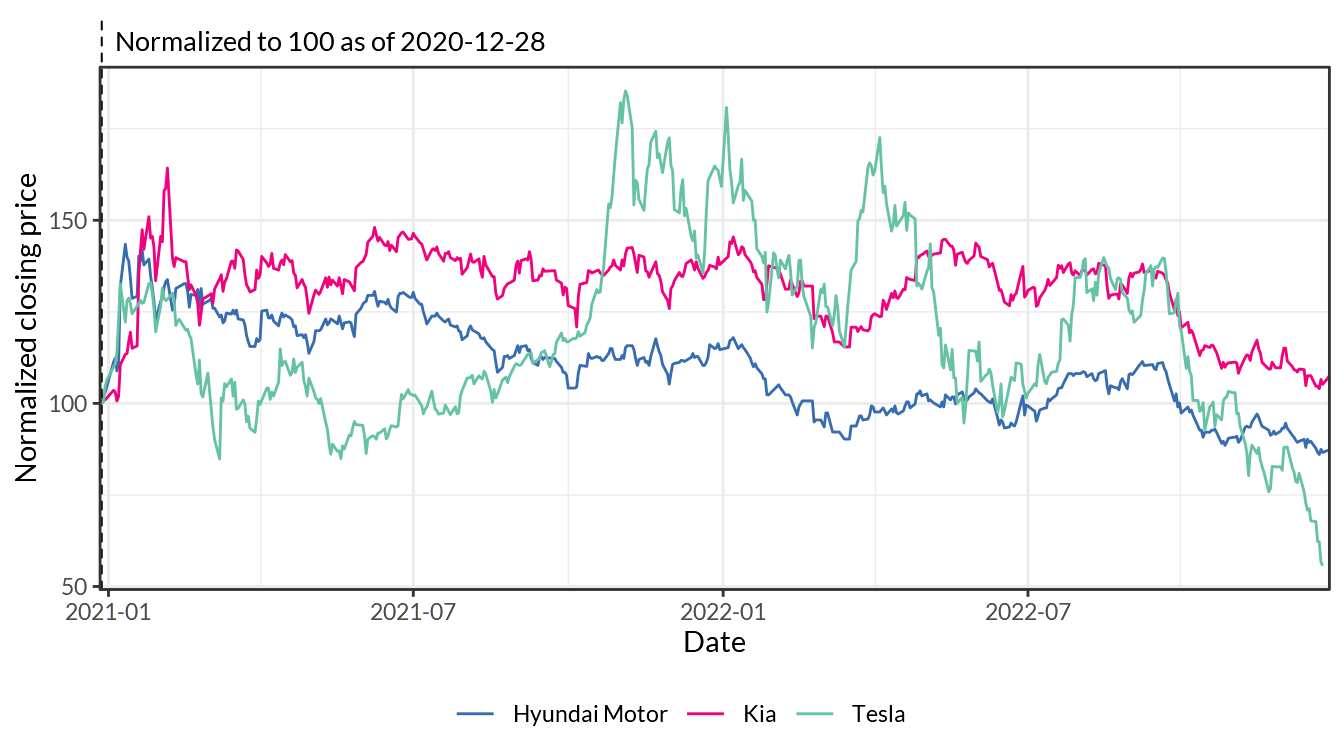 Normalized to 100 as of 2020-12-28
Normalized closing price
150
100
50
2021-01 2021-07 2022-01 2022-07
Date
Hyundai Motor Kia Tesla